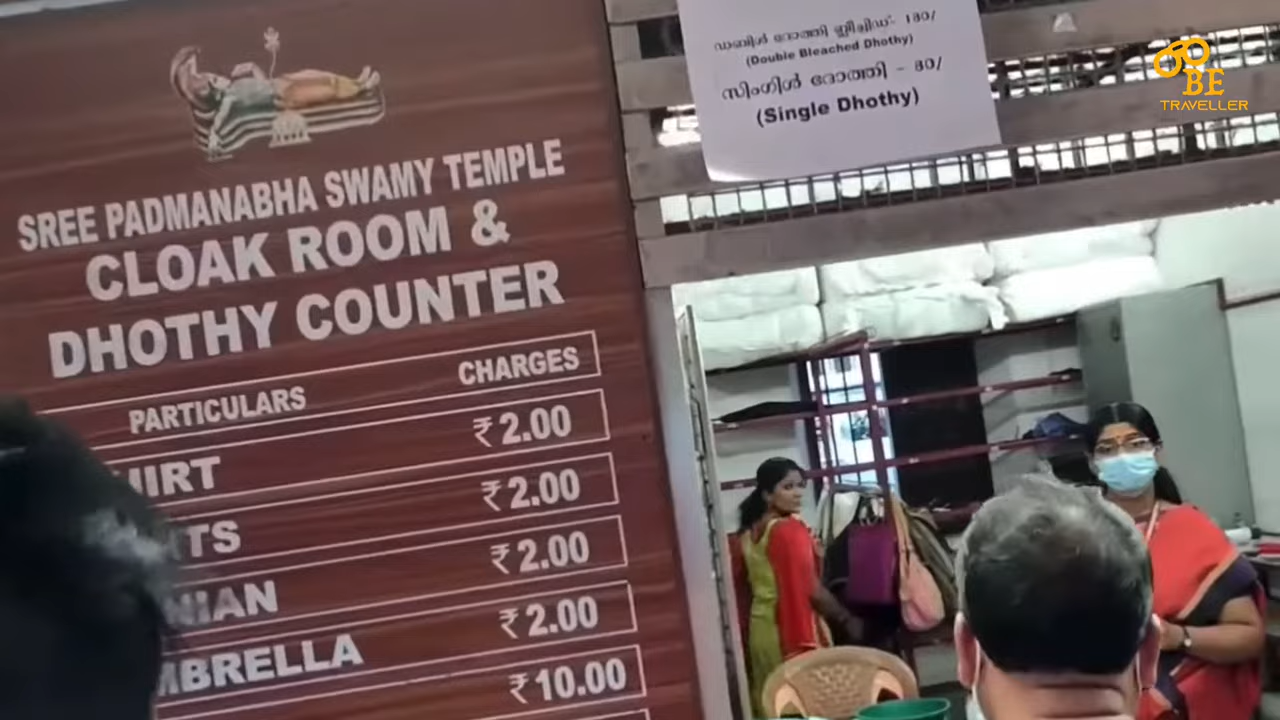 SREE PADMANABHA SWAMY TEMPLE
CLOAK ROOM &
DHOTHY COUNTER
PARTICULARS CHARGES
₹ 2.00
₹ 2.00
₹ 2.00
UMBRELLA ₹ 2.00
₹ 10.00
ഡബിൾ ദോത്തി ബ്ലീച്ചിഡ്- 180/
(Double Bleached Dhothy)
സിംഗിൾ ദോത്തി - 80/
(Single Dhothy)
BE
TRAVELLER